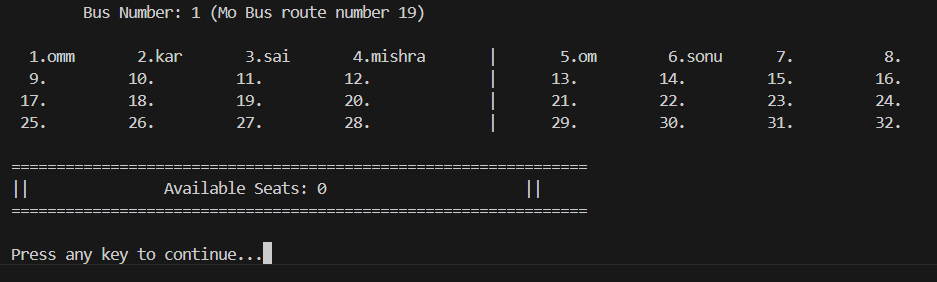 Bus Number: 1 (Mo Bus route number 19)
1.omm 2.kar 3.sai 4.mishra | 5.om 6.sonu 7. 8.
9. 10. 11. 12. | 13. 14. 15. 16.
17. 18. 19. 20. | 21. 22. 23. 24.
25. 26. 27. 28. | 29. 30. 31. 32.
================================================================
|| Available Seats: 0 ||
================================================================
Press any key to continue...